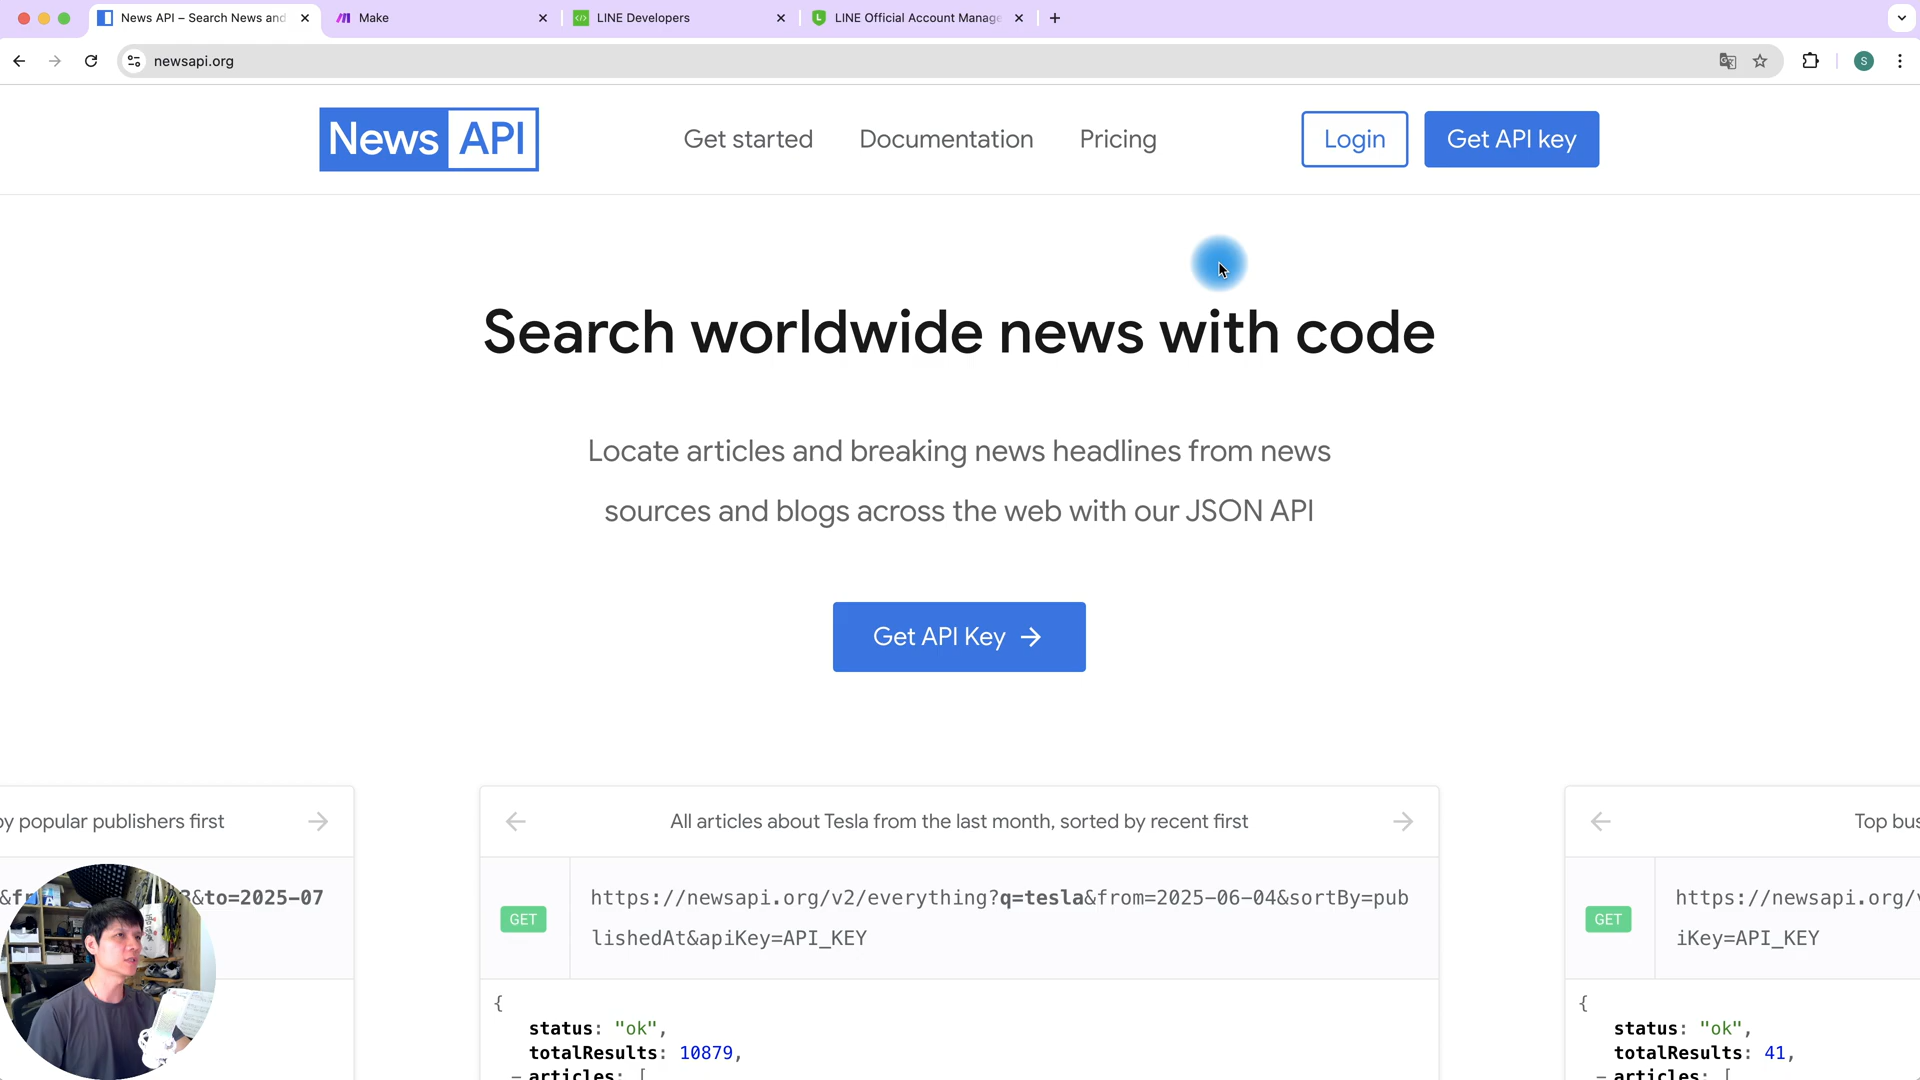 News API – Search News and
Make
LINE Developers
LINE Official Account Manage
newsapi.org
S
News API
Get started
Documentation
Pricing
Login
Get API key
Search worldwide news with code
Locate articles and breaking news headlines from news
sources and blogs across the web with our JSON API
Get API Key →
by popular publishers first
All articles about Tesla from the last month, sorted by recent first
Top bus
&to=2025-07
GET
https://newsapi.org/v2/everything?q=tesla&from=2025-06-04&sortBy=pub
lishedAt&apiKey=API_KEY
GET
https://newsapi.org/v
iKey=API_KEY
{
status: "ok",
totalResults: 10879,
– articles: [
{
status: "ok",
totalResults: 41,
– articles: [